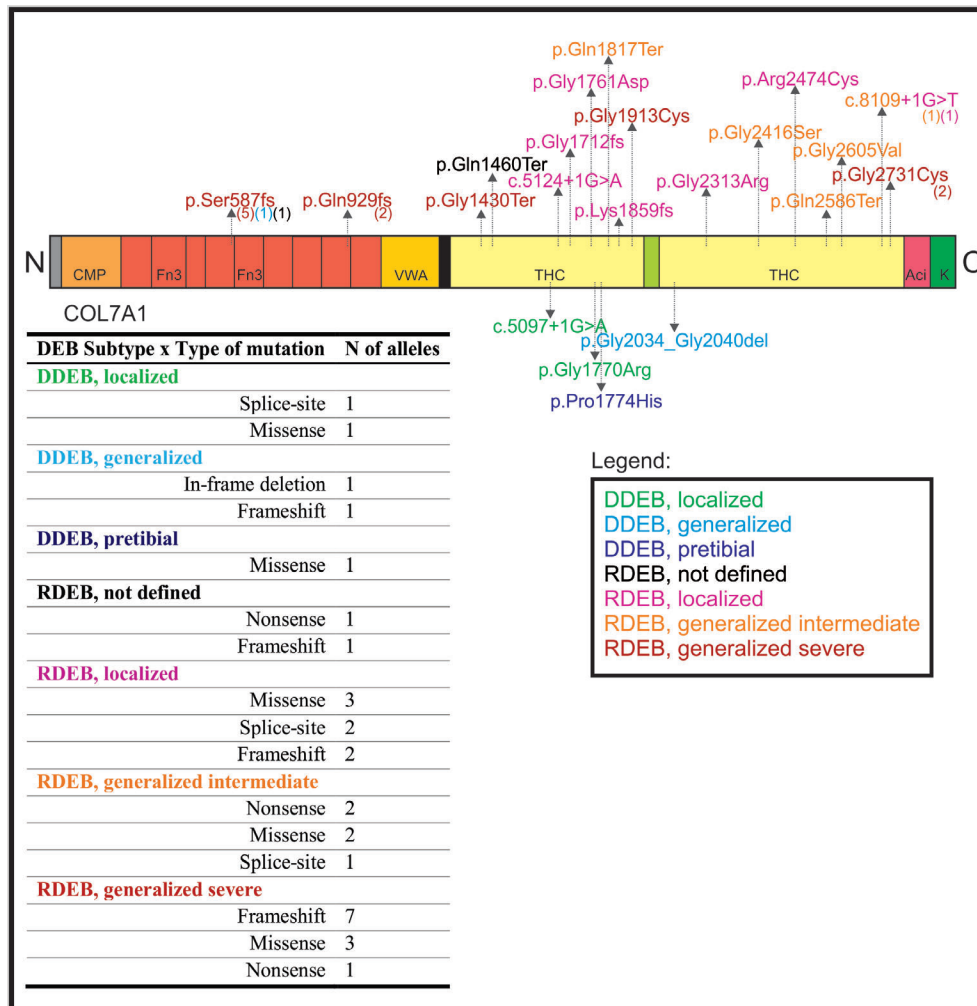 p.Gln1817Ter
p.Gly1761Asp
p.Arg2474Cys
c.8109+1G>T
(1)(1)
p.Gly1913Cys
p.Gly2416Ser
p.Gly1712fs
p.Gly2605Val
p.Gln1460Ter
c.5124+1G>A
p.Gly2313Arg
p.Gly2731Cys
(2)
p.Ser587fs
(5)(1)(1)
p.Gln929fs
(2)
p.Gly1430Ter
p.Lys1859fs
p.Gln2586Ter
N CMP Fn3 Fn3 VWA THC THC Aci K C
COL7A1
c.5097+1G>A
p.Gly2034_Gly2040del
p.Gly1770Arg
p.Pro1774His
DEB Subtype x Type of mutation N of alleles
DDEB, localized
Splice-site 1
Missense 1
DDEB, generalized
In-frame deletion 1
Frameshift 1
DDEB, pretibial
Missense 1
RDEB, not defined
Nonsense 1
Frameshift 1
RDEB, localized
Missense 3
Splice-site 2
Frameshift 2
RDEB, generalized intermediate
Nonsense 2
Missense 2
Splice-site 1
RDEB, generalized severe
Frameshift 7
Missense 3
Nonsense 1
Legend:
DDEB, localized
DDEB, generalized
DDEB, pretibial
RDEB, not defined
RDEB, localized
RDEB, generalized intermediate
RDEB, generalized severe